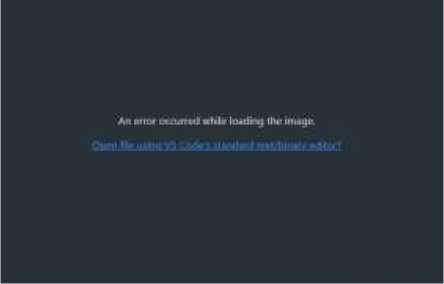 An error occurred while loading the image.
Open file using VS Code's standard text/binary editor?